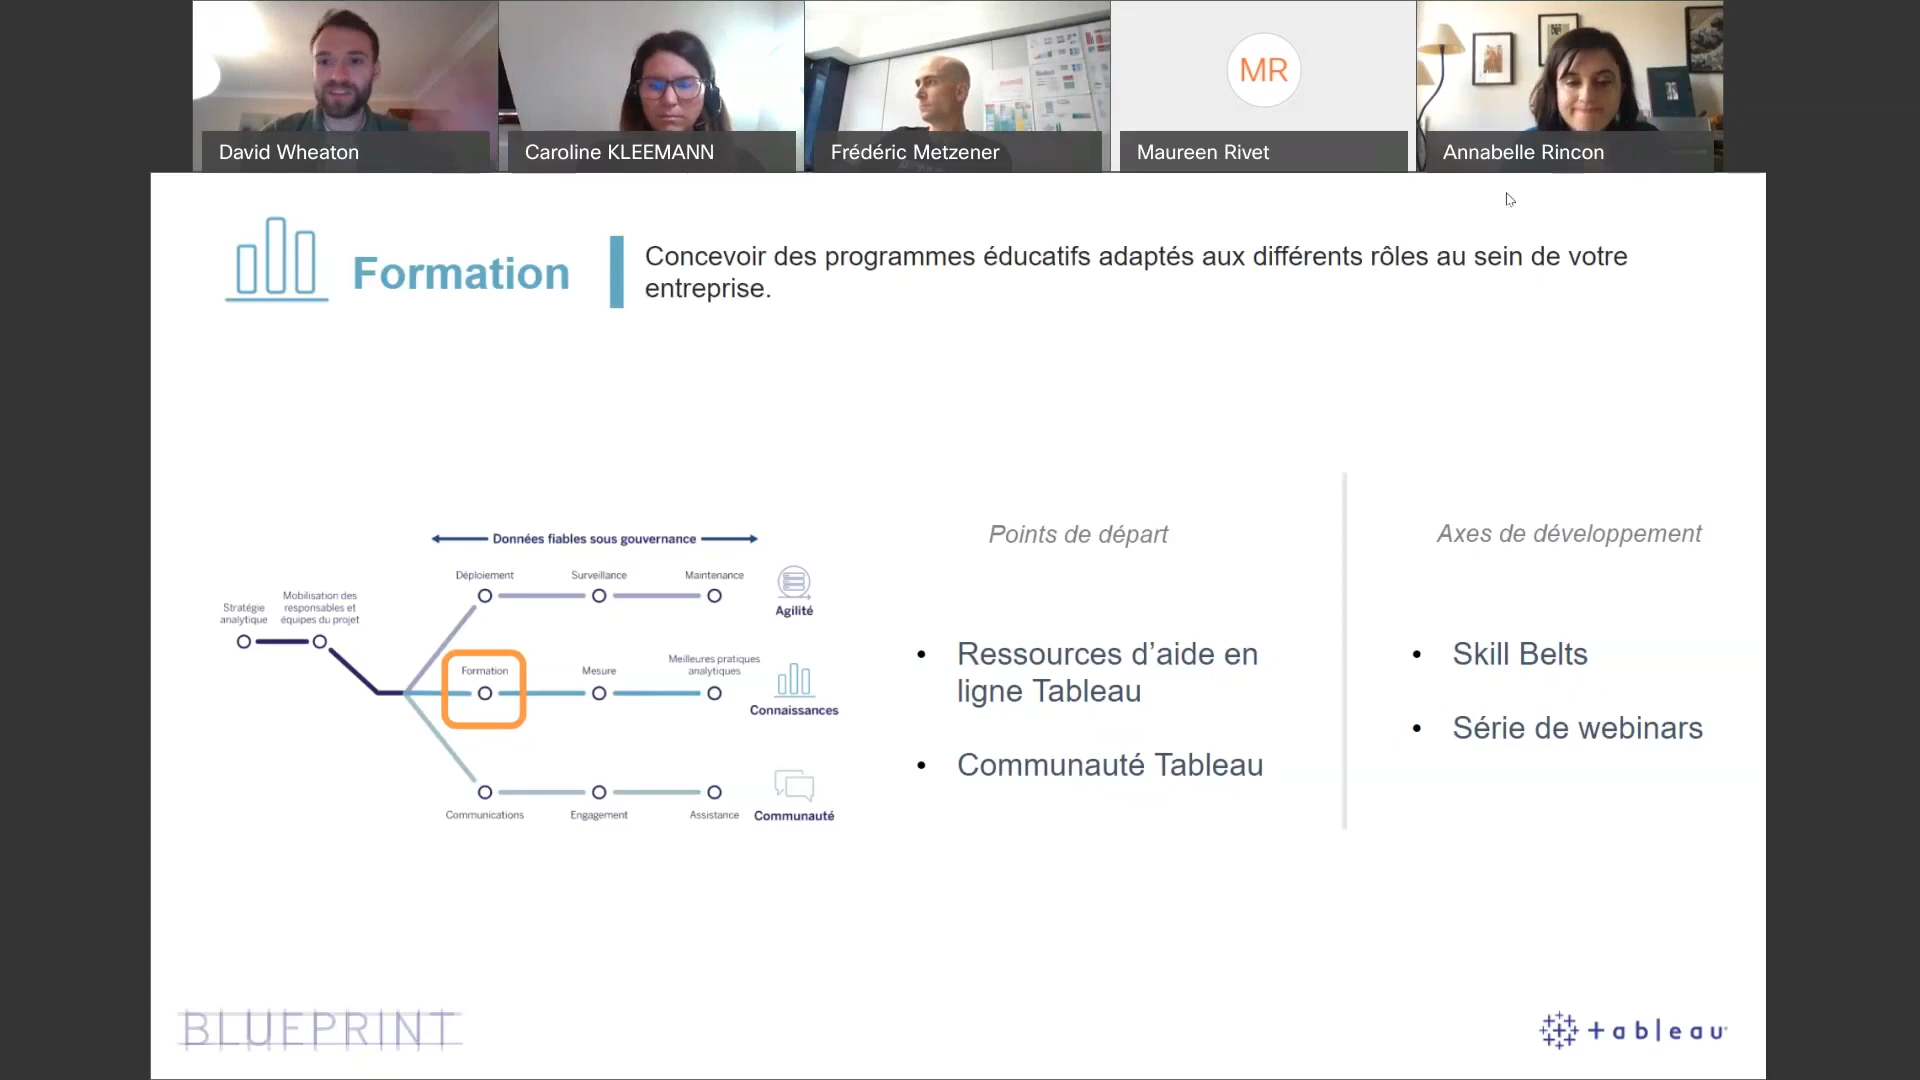 David Wheaton
Caroline KLEEMANN
Frédéric Metzener
MR
Maureen Rivet
Annabelle Rincon
Formation
Concevoir des programmes éducatifs adaptés aux différents rôles au sein de votre
entreprise.
Données fiables sous gouvernance
Déploiement
Surveillance
Maintenance
Agilité
Stratégie
analytique
Mobilisation des
responsables et
équipes du projet
Formation
Mesure
Meilleures pratiques
analytiques
Connaissances
Communications
Engagement
Assistance
Communauté
Points de départ
• Ressources d’aide en
ligne Tableau
• Communauté Tableau
Axes de développement
• Skill Belts
• Série de webinars
BLUEPRINT
+ a b l e a u